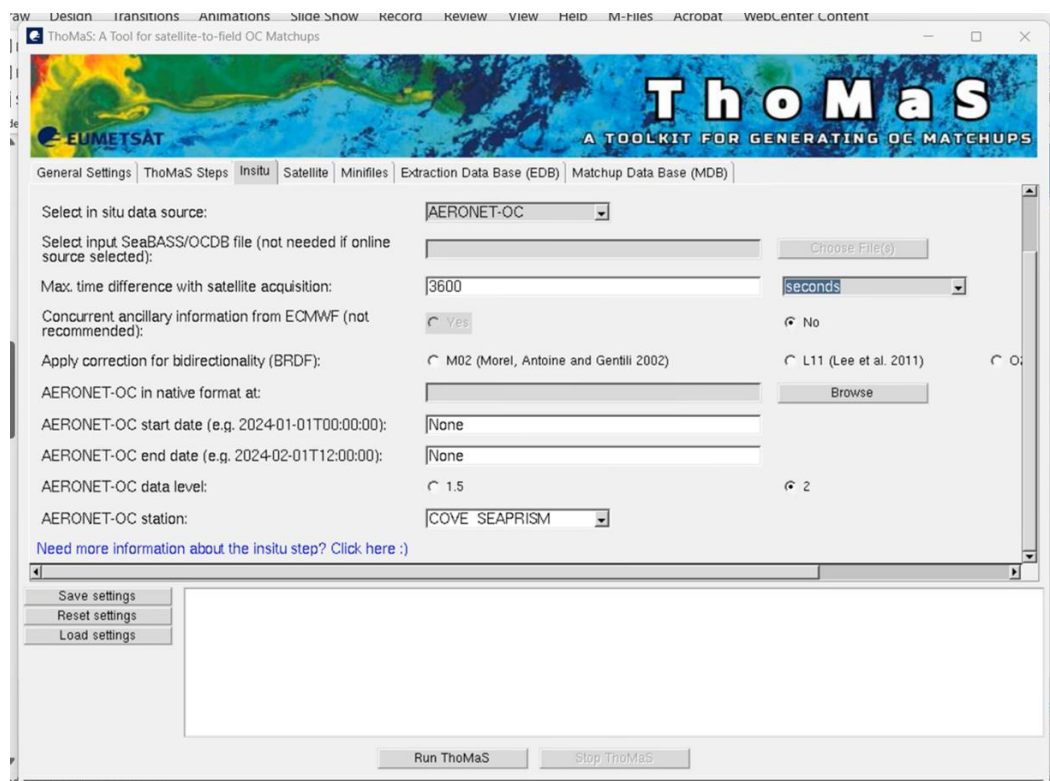 Design Transitions Animations Slide Show Record Review View Help M-Files Acrobat WebCenter Content
ThoMaS: A Tool for satellite-to-field OC Matchups
EUMETSAT
ThoMaS
A TOOLKIT FOR GENERATING OC MATCHUPS
General Settings ThoMaS Steps Insitu Satellite Minifiles Extraction Data Base (EDB) Matchup Data Base (MDB)
Select in situ data source: AERONET-OC
Select input SeaBASS/OCDB file (not needed if online
source selected): Choose File(s)
Max. time difference with satellite acquisition: 3600 seconds
Concurrent ancillary information from ECMWF (not
recommended): Yes No
Apply correction for bidirectionality (BRDF): M02 (Morel, Antoine and Gentili 2002) L11 (Lee et al. 2011)
AERONET-OC in native format at: Browse
AERONET-OC start date (e.g. 2024-01-01T00:00:00): None
AERONET-OC end date (e.g. 2024-02-01T12:00:00): None
AERONET-OC data level: 1.5 2
AERONET-OC station: COVE_SEAPRISM
Need more information about the insitu step? Click here :)
Save settings
Reset settings
Load settings
Run ThoMaS Stop ThoMaS